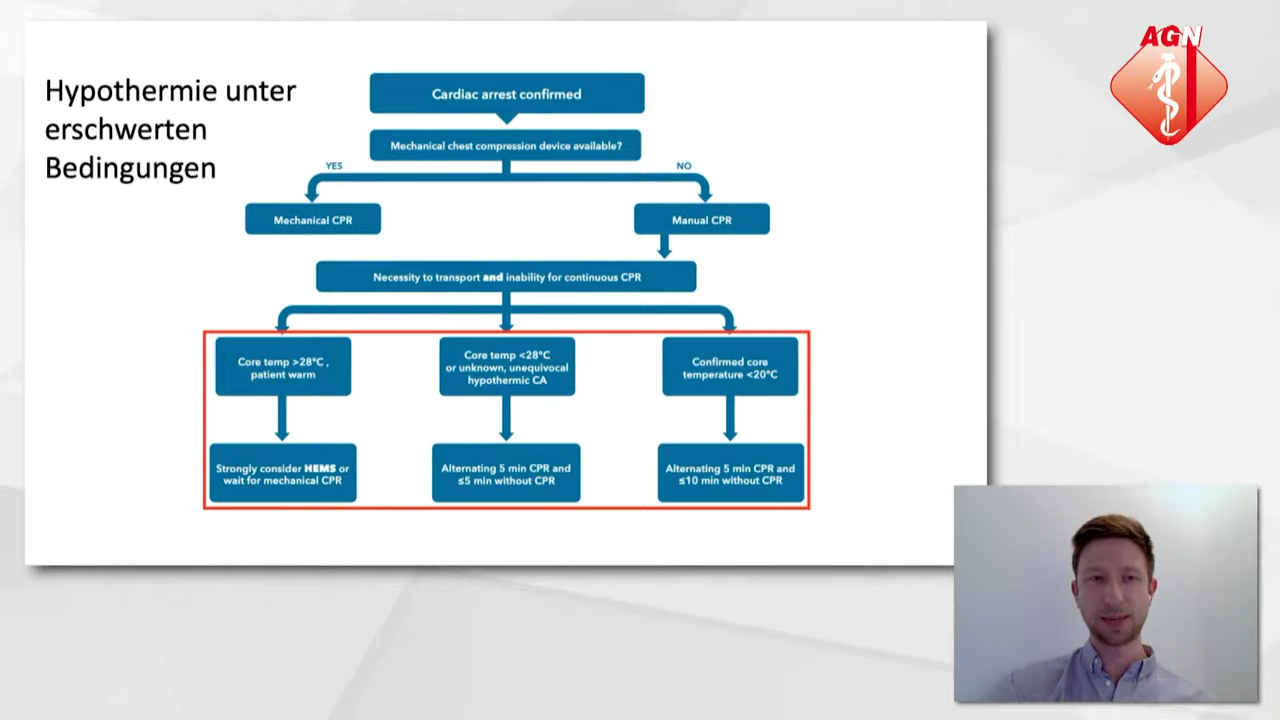 AGN
Hypothermie unter
erschwerten
Bedingungen
Cardiac arrest confirmed
Mechanical chest compression device available?
YES
NO
Mechanical CPR
Manual CPR
Necessity to transport and inability for continuous CPR
Core temp >28°C ,
patient warm
Core temp <28°C
or unknown, unequivocal
hypothermic CA
Confirmed core
temperature <20°C
Strongly consider HEMS or
wait for mechanical CPR
Alternating 5 min CPR and
≤5 min without CPR
Alternating 5 min CPR and
≤10 min without CPR